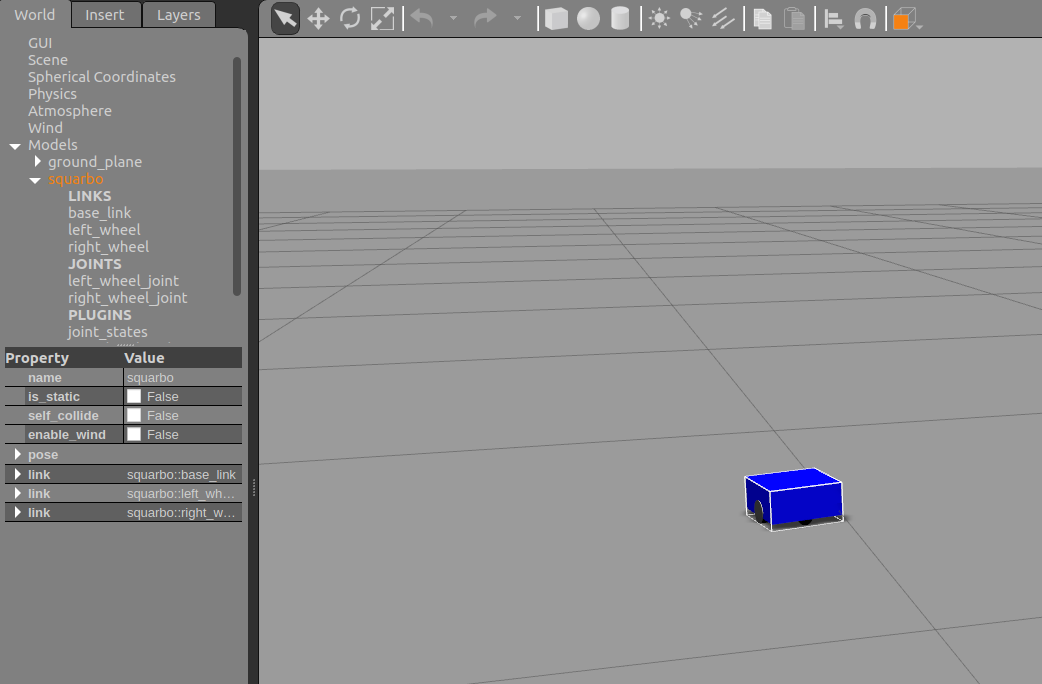 World Insert Layers
GUI
Scene
Spherical Coordinates
Physics
Atmosphere
Wind
Models
ground_plane
squarbo
LINKS
base_link
left_wheel
right_wheel
JOINTS
left_wheel_joint
right_wheel_joint
PLUGINS
joint_states
Property Value
name squarbo
is_static False
self_collide False
enable_wind False
pose
link squarbo::base_link
link squarbo::left_wh...
link squarbo::right_w...